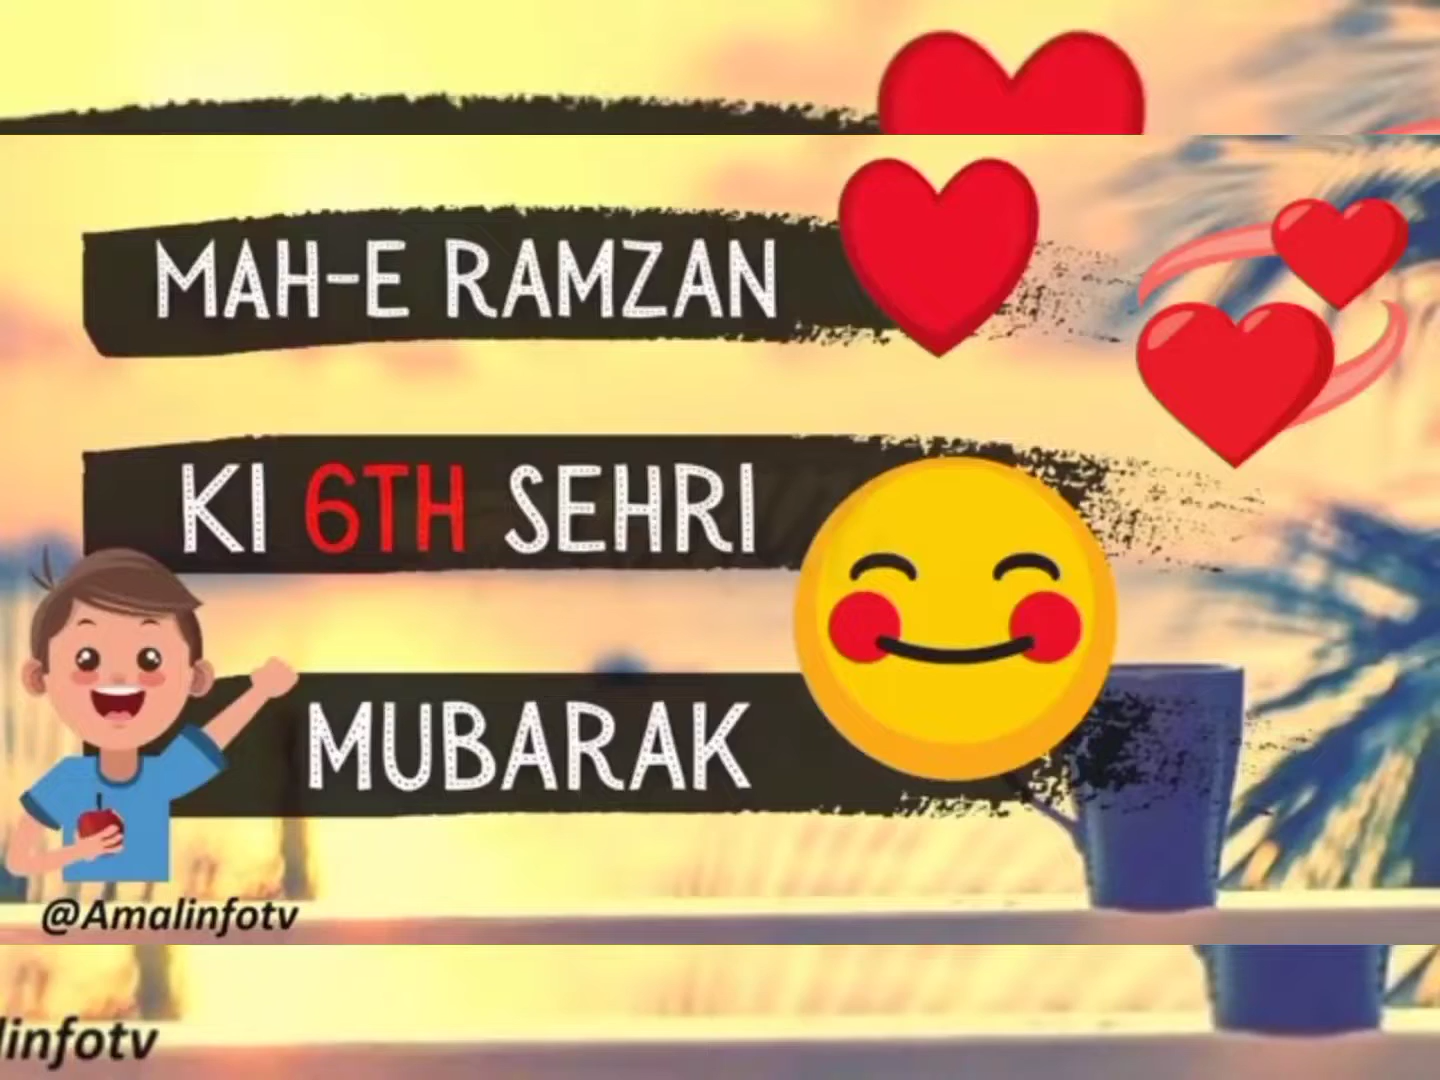 MAH-E RAMZAN
KI 6TH SEHRI
MUBARAK
@Amalinfotv
linfotv